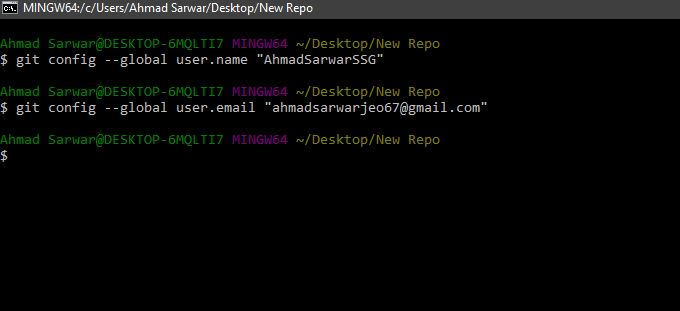 MINGW64:/c/Users/Ahmad Sarwar/Desktop/New Repo
Ahmad Sarwar@DESKTOP-6MQLTI7 MINGW64 ~/Desktop/New Repo
$ git config --global user.name "AhmadSarwarSSG"
Ahmad Sarwar@DESKTOP-6MQLTI7 MINGW64 ~/Desktop/New Repo
$ git config --global user.email "ahmadsarwarjeo67@gmail.com"
Ahmad Sarwar@DESKTOP-6MQLTI7 MINGW64 ~/Desktop/New Repo
$